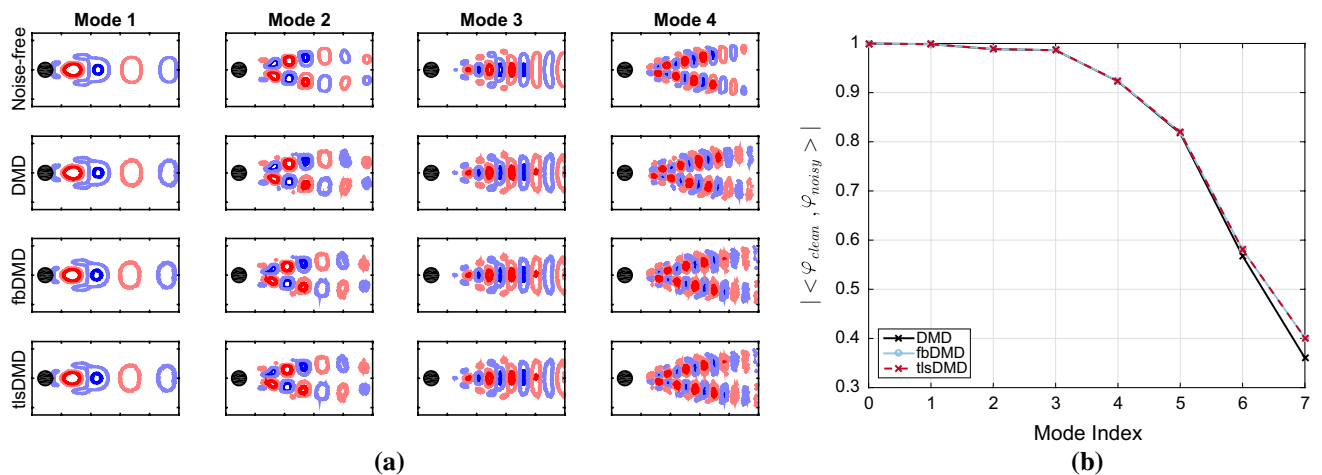 Mode 1 Mode 2 Mode 3 Mode 4
Noise-free
DMD
fbDMD
tlsDMD
(a)
| < φclean , φnoisy > |
1
0.9
0.8
0.7
0.6
0.5
0.4
0.3
DMD
fbDMD
tlsDMD
0 1 2 3 4 5 6 7
Mode Index
(b)